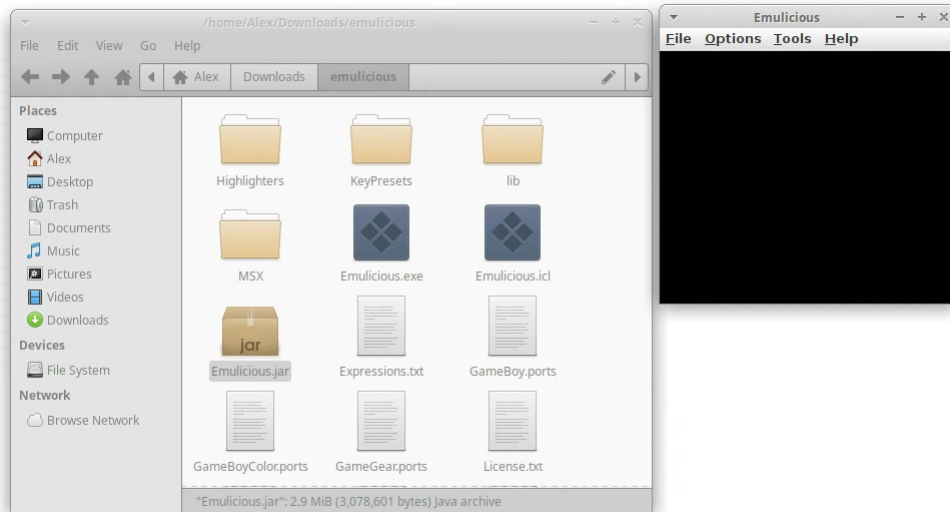 /home/Alex/Downloads/emulicious
File Edit View Go Help
Alex Downloads emulicious
Places
Computer
Alex
Desktop
Trash
Documents
Music
Pictures
Videos
Downloads
Devices
File System
Network
Browse Network
Highlighters KeyPresets lib
MSX Emulicious.exe Emulicious.icl
jar
Emulicious.jar Expressions.txt GameBoy.ports
GameBoyColor.ports GameGear.ports License.txt
"Emulicious.jar": 2.9 MiB (3,078,601 bytes) Java archive
Emulicious
File Options Tools Help